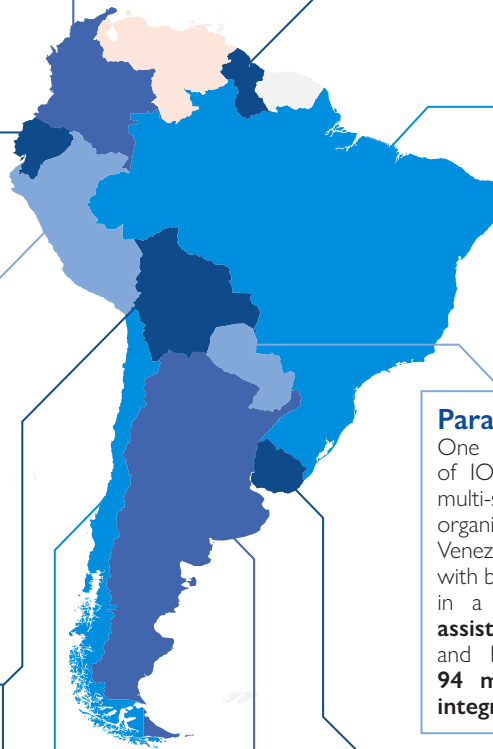 Para
One
of IO
multi-s
organi
Venez
with b
in a
assist
and I
94 m
integr